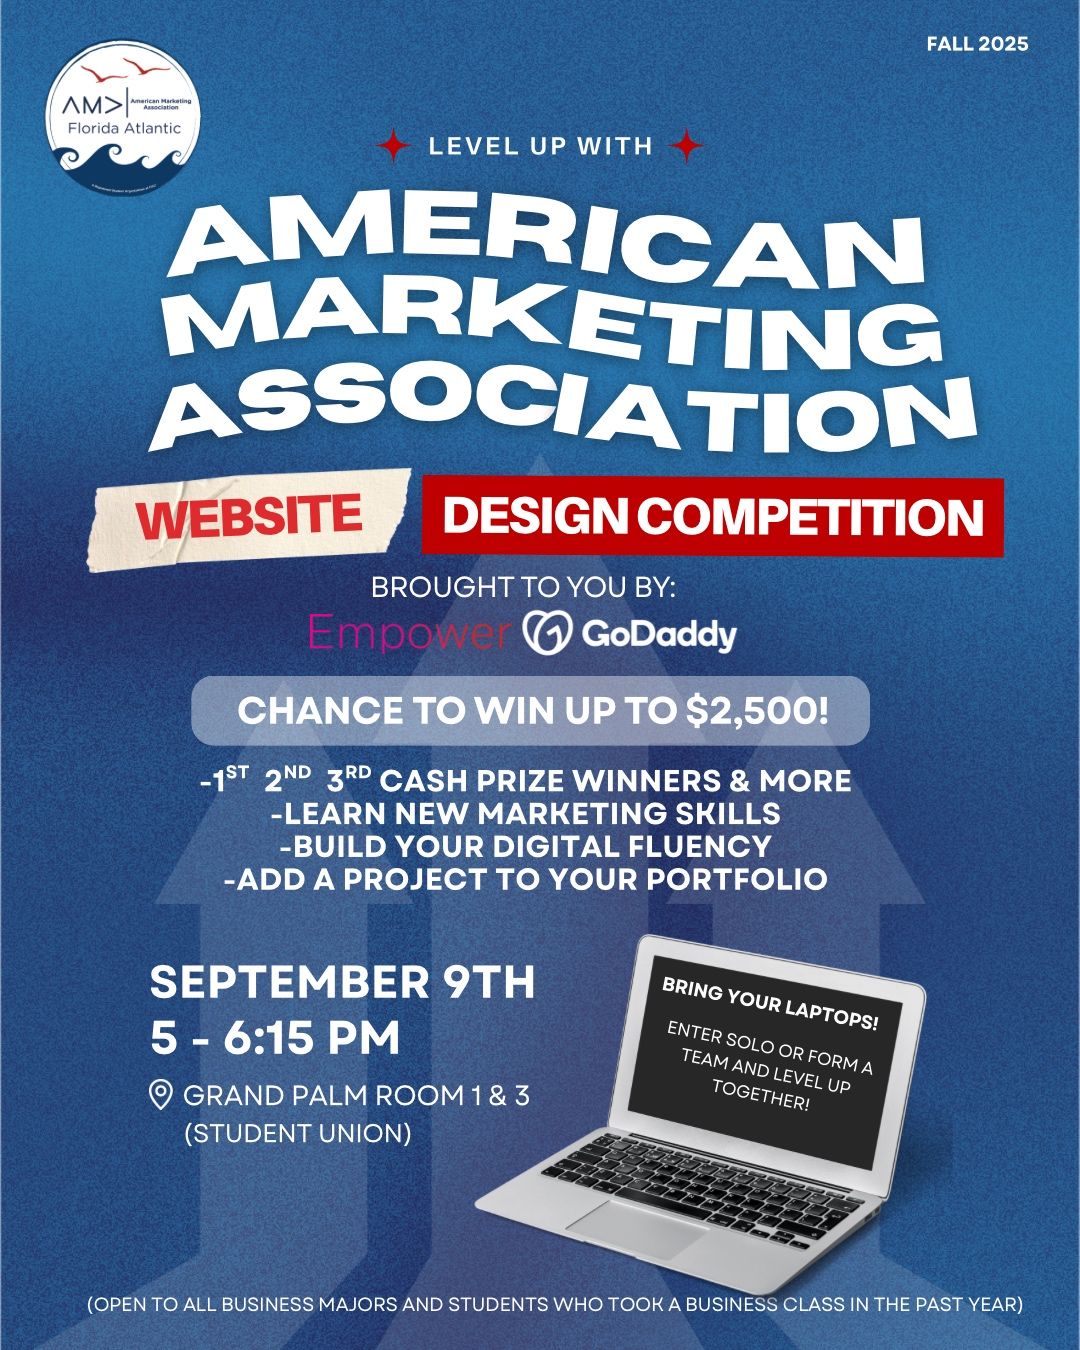 FALL 2025
AMA
American Marketing
Association
Florida Atlantic
LEVEL UP WITH
AMERICAN
MARKETING
ASSOCIATION
WEBSITE DESIGN COMPETITION
BROUGHT TO YOU BY:
Empower GoDaddy
CHANCE TO WIN UP TO $2,500!
-1ST 2ND 3RD CASH PRIZE WINNERS & MORE
-LEARN NEW MARKETING SKILLS
-BUILD YOUR DIGITAL FLUENCY
-ADD A PROJECT TO YOUR PORTFOLIO
SEPTEMBER 9TH
5 - 6:15 PM
GRAND PALM ROOM 1 & 3
(STUDENT UNION)
BRING YOUR LAPTOPS!
ENTER SOLO OR FORM A
TEAM AND LEVEL UP
TOGETHER!
(OPEN TO ALL BUSINESS MAJORS AND STUDENTS WHO TOOK A BUSINESS CLASS IN THE PAST YEAR)